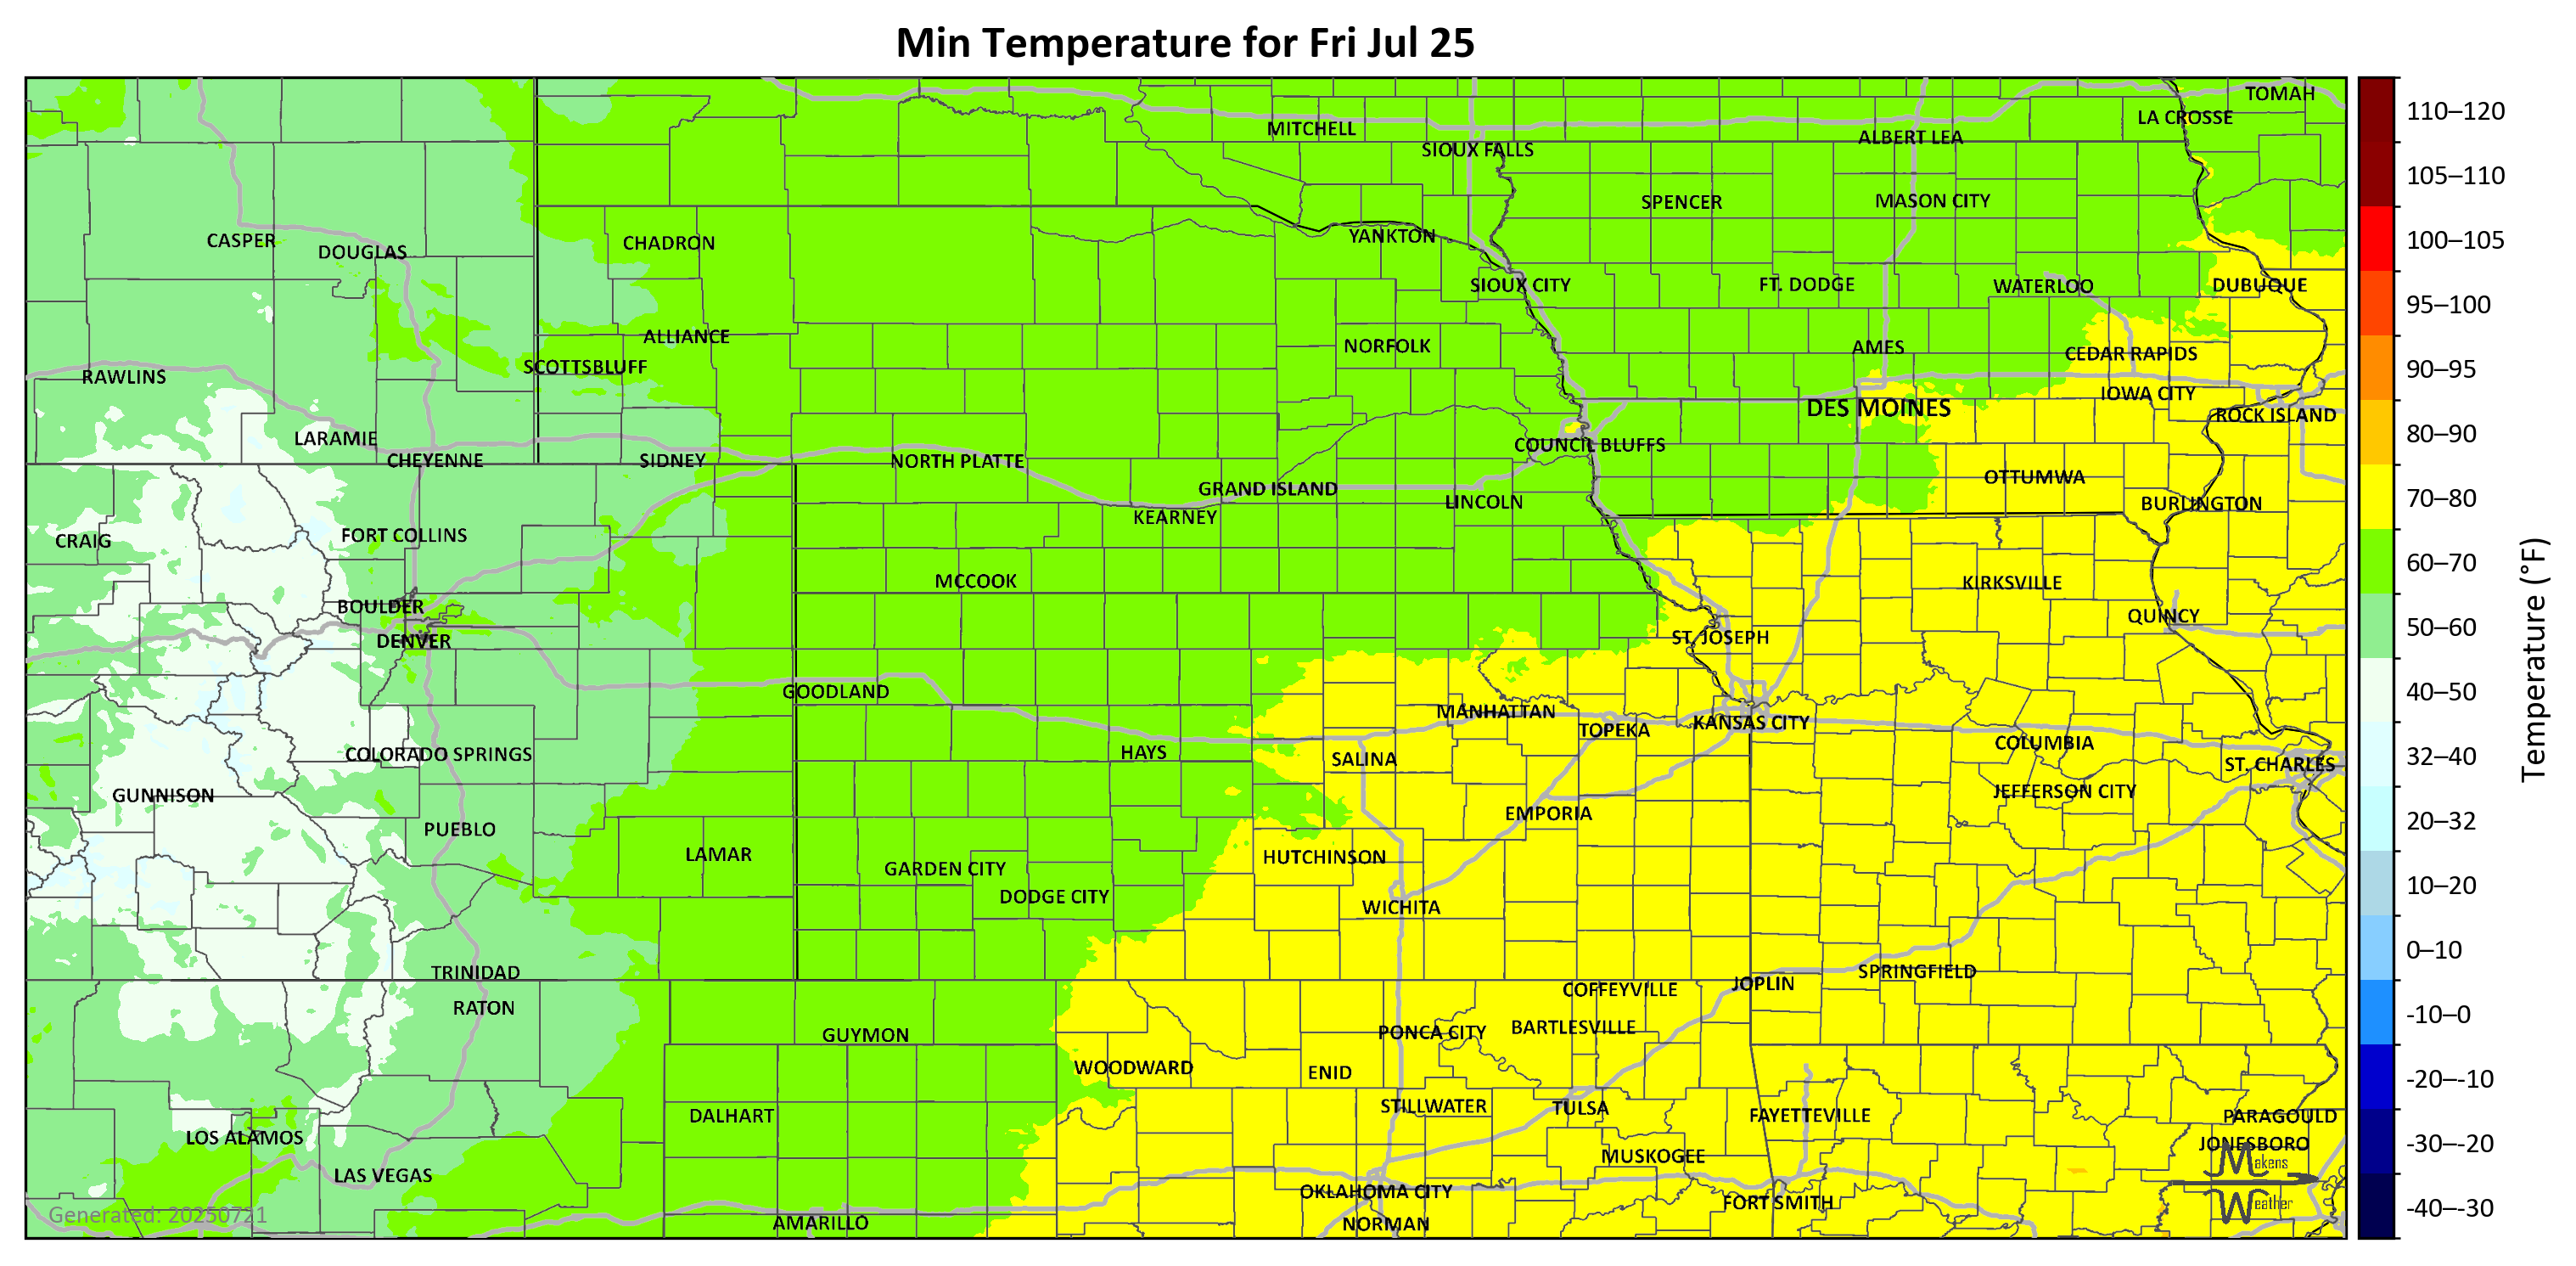 Min Temperature for Fri Jul 25
TOMAH
LA CROSSE
MITCHELL
ALBERT LEA
SIOUX FALLS
SPENCER
MASON CITY
CASPER
DOUGLAS
CHADRON
YANKTON
SIOUX CITY
FT. DODGE
WATERLOO
DUBUQUE
ALLIANCE
NORFOLK
AMES
CEDAR RAPIDS
SCOTTSBLUFF
RAWLINS
IOWA CITY
DES MOINES
ROCK ISLAND
LARAMIE
CHEYENNE
SIDNEY
NORTH PLATTE
COUNCIL BLUFFS
GRAND ISLAND
LINCOLN
OTTUMWA
BURLINGTON
KEARNEY
CRAIG
FORT COLLINS
MCCOOK
KIRKSVILLE
BOULDER
QUINCY
DENVER
ST. JOSEPH
GOODLAND
MANHATTAN
TOPEKA
KANSAS CITY
COLORADO SPRINGS
HAYS
SALINA
COLUMBIA
ST. CHARLES
GUNNISON
JEFFERSON CITY
PUEBLO
EMPORIA
LAMAR
GARDEN CITY
HUTCHINSON
DODGE CITY
WICHITA
TRINIDAD
SPRINGFIELD
JOPLIN
COFFEYVILLE
RATON
GUYMON
PONCA CITY
BARTLESVILLE
WOODWARD
ENID
DALHART
STILLWATER
TULSA
FAYETTEVILLE
PARAGOULD
LOS ALAMOS
JONESBORO
LAS VEGAS
MUSKOGEE
OKLAHOMA CITY
FORT SMITH
AMARILLO
NORMAN
Makens
Weather
Generated: 20250721
110–120
105–110
100–105
95–100
90–95
80–90
70–80
60–70
50–60
40–50
32–40
20–32
10–20
0–10
-10–0
-20–-10
-30–-20
-40–-30
Temperature (°F)